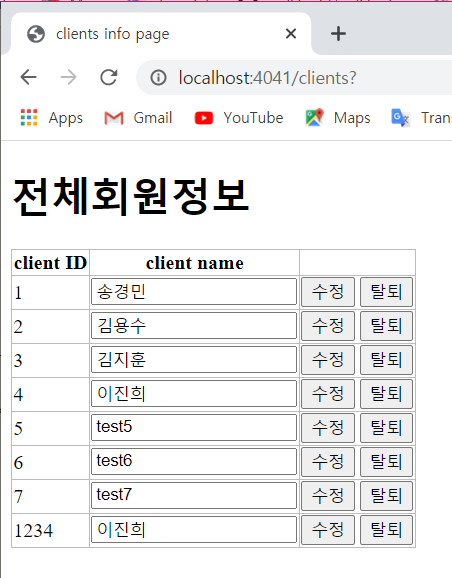 clients info page
localhost:4041/clients?
Apps Gmail YouTube Maps Tran
전체회원정보
client ID client name
1 송경민 수정 탈퇴
2 김용수 수정 탈퇴
3 김지훈 수정 탈퇴
4 이진희 수정 탈퇴
5 test5 수정 탈퇴
6 test6 수정 탈퇴
7 test7 수정 탈퇴
1234 이진희 수정 탈퇴